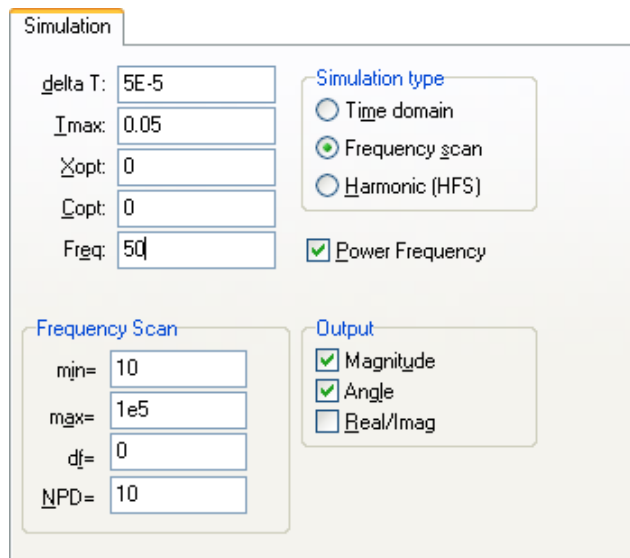 Simulation
delta T: 5E-5
Tmax: 0.05
Xopt: 0
Copt: 0
Freq: 50
Simulation type
Time domain
Frequency scan
Harmonic (HFS)
Power Frequency
Frequency Scan
min= 10
max= 1e5
df= 0
NPD= 10
Output
Magnitude
Angle
Real/Imag